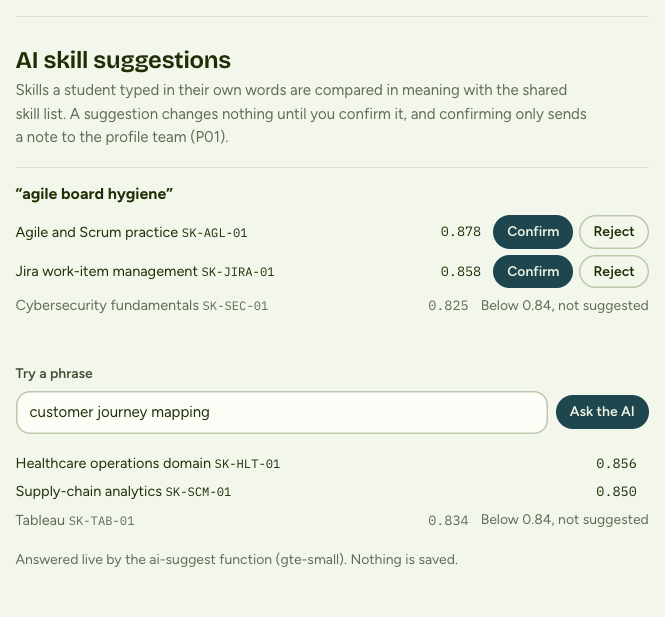 AI skill suggestions
Skills a student typed in their own words are compared in meaning with the shared
skill list. A suggestion changes nothing until you confirm it, and confirming only sends
a note to the profile team (P01).
“agile board hygiene”
Agile and Scrum practice SK-AGL-01 0.878 Confirm Reject
Jira work-item management SK-JIRA-01 0.858 Confirm Reject
Cybersecurity fundamentals SK-SEC-01 0.825 Below 0.84, not suggested
Try a phrase
customer journey mapping Ask the AI
Healthcare operations domain SK-HLT-01 0.856
Supply-chain analytics SK-SCM-01 0.850
Tableau SK-TAB-01 0.834 Below 0.84, not suggested
Answered live by the ai-suggest function (gte-small). Nothing is saved.